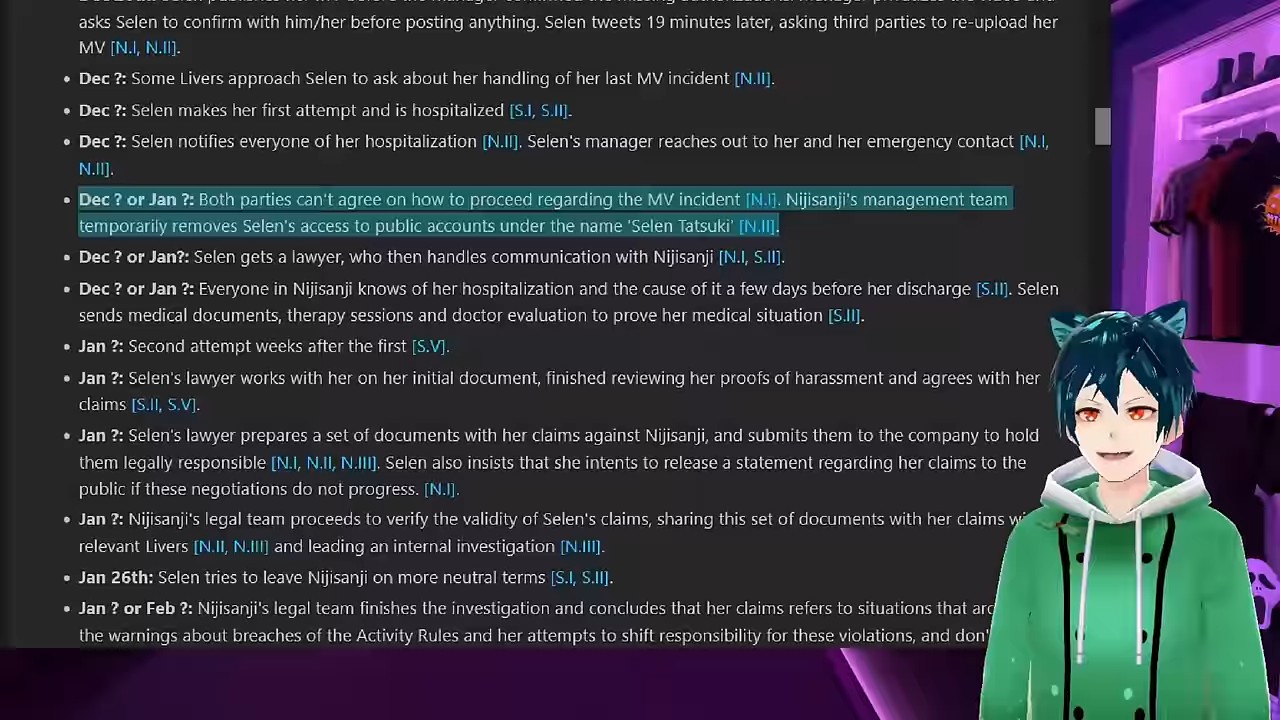 asks Selen to confirm with him/her before posting anything. Selen tweets 19 minutes later, asking third parties to re-upload her
MV [N.I, N.II].
• Dec ?: Some Livers approach Selen to ask about her handling of her last MV incident [N.II].
• Dec ?: Selen makes her first attempt and is hospitalized [S.I, S.II].
• Dec ?: Selen notifies everyone of her hospitalization [N.II]. Selen's manager reaches out to her and her emergency contact [N.I,
N.II].
• Dec ? or Jan ?: Both parties can't agree on how to proceed regarding the MV incident [N.I]. Nijisanji's management team
temporarily removes Selen's access to public accounts under the name 'Selen Tatsuki' [N.II].
• Dec ? or Jan?: Selen gets a lawyer, who then handles communication with Nijisanji [N.I, S.II].
• Dec ? or Jan ?: Everyone in Nijisanji knows of her hospitalization and the cause of it a few days before her discharge [S.II]. Selen
sends medical documents, therapy sessions and doctor evaluation to prove her medical situation [S.II].
• Jan ?: Second attempt weeks after the first [S.V].
• Jan ?: Selen's lawyer works with her on her initial document, finished reviewing her proofs of harassment and agrees with her
claims [S.II, S.V].
• Jan ?: Selen's lawyer prepares a set of documents with her claims against Nijisanji, and submits them to the company to hold
them legally responsible [N.I, N.II, N.III]. Selen also insists that she intents to release a statement regarding her claims to the
public if these negotiations do not progress. [N.I].
• Jan ?: Nijisanji's legal team proceeds to verify the validity of Selen's claims, sharing this set of documents with her claims
relevant Livers [N.II, N.III] and leading an internal investigation [N.III].
• Jan 26th: Selen tries to leave Nijisanji on more neutral terms [S.I, S.II].
• Jan ? or Feb ?: Nijisanji's legal team finishes the investigation and concludes that her claims refers to situations that
the warnings about breaches of the Activity Rules and her attempts to shift responsibility for these violations, and